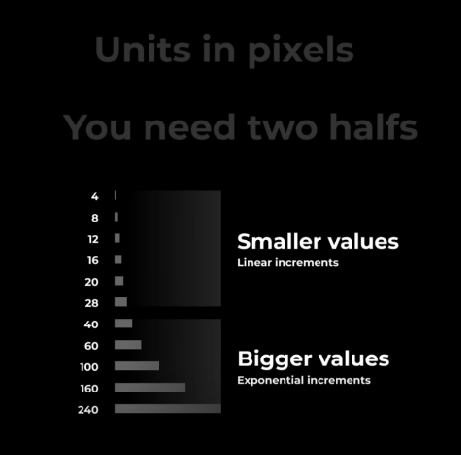 Units in pixels
You need two halfs
4
8
12
16
20
28
40
60
100
160
240
Smaller values
Linear increments
Bigger values
Exponential increments